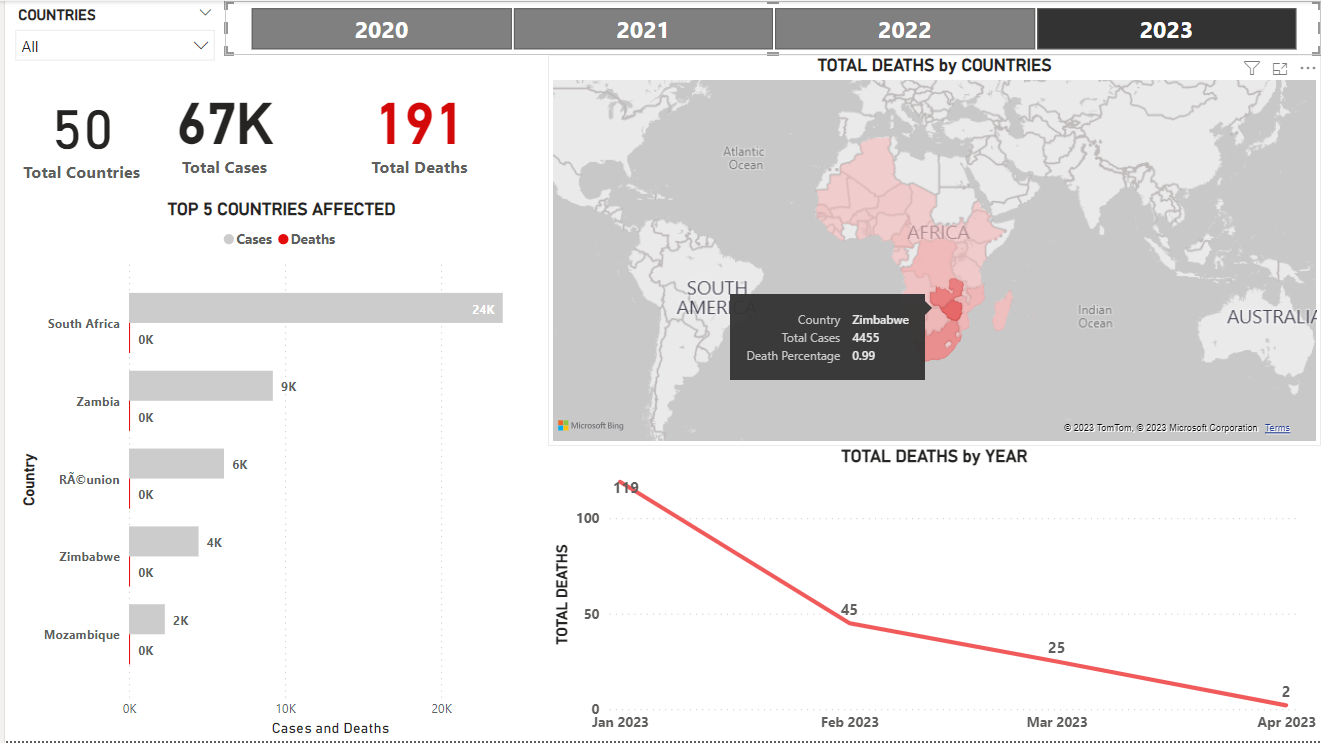 COUNTRIES
All
2020
2021
2022
2023
50
Total Countries
67K
Total Cases
191
Total Deaths
TOP 5 COUNTRIES AFFECTED
Cases Deaths
Country
South Africa
24K
0K
Zambia
9K
0K
RÃ©union
6K
0K
Zimbabwe
4K
0K
Mozambique
2K
0K
0K
10K
20K
Cases and Deaths
TOTAL DEATHS by COUNTRIES
Atlantic
Ocean
AFRICA
SOUTH
AMERICA
Indian
Ocean
AUSTRALIA
Country Zimbabwe
Total Cases 4455
Death Percentage 0.99
Microsoft Bing
© 2023 TomTom, © 2023 Microsoft Corporation Terms
TOTAL DEATHS by YEAR
TOTAL DEATHS
100
50
0
119
45
25
2
Jan 2023
Feb 2023
Mar 2023
Apr 2023